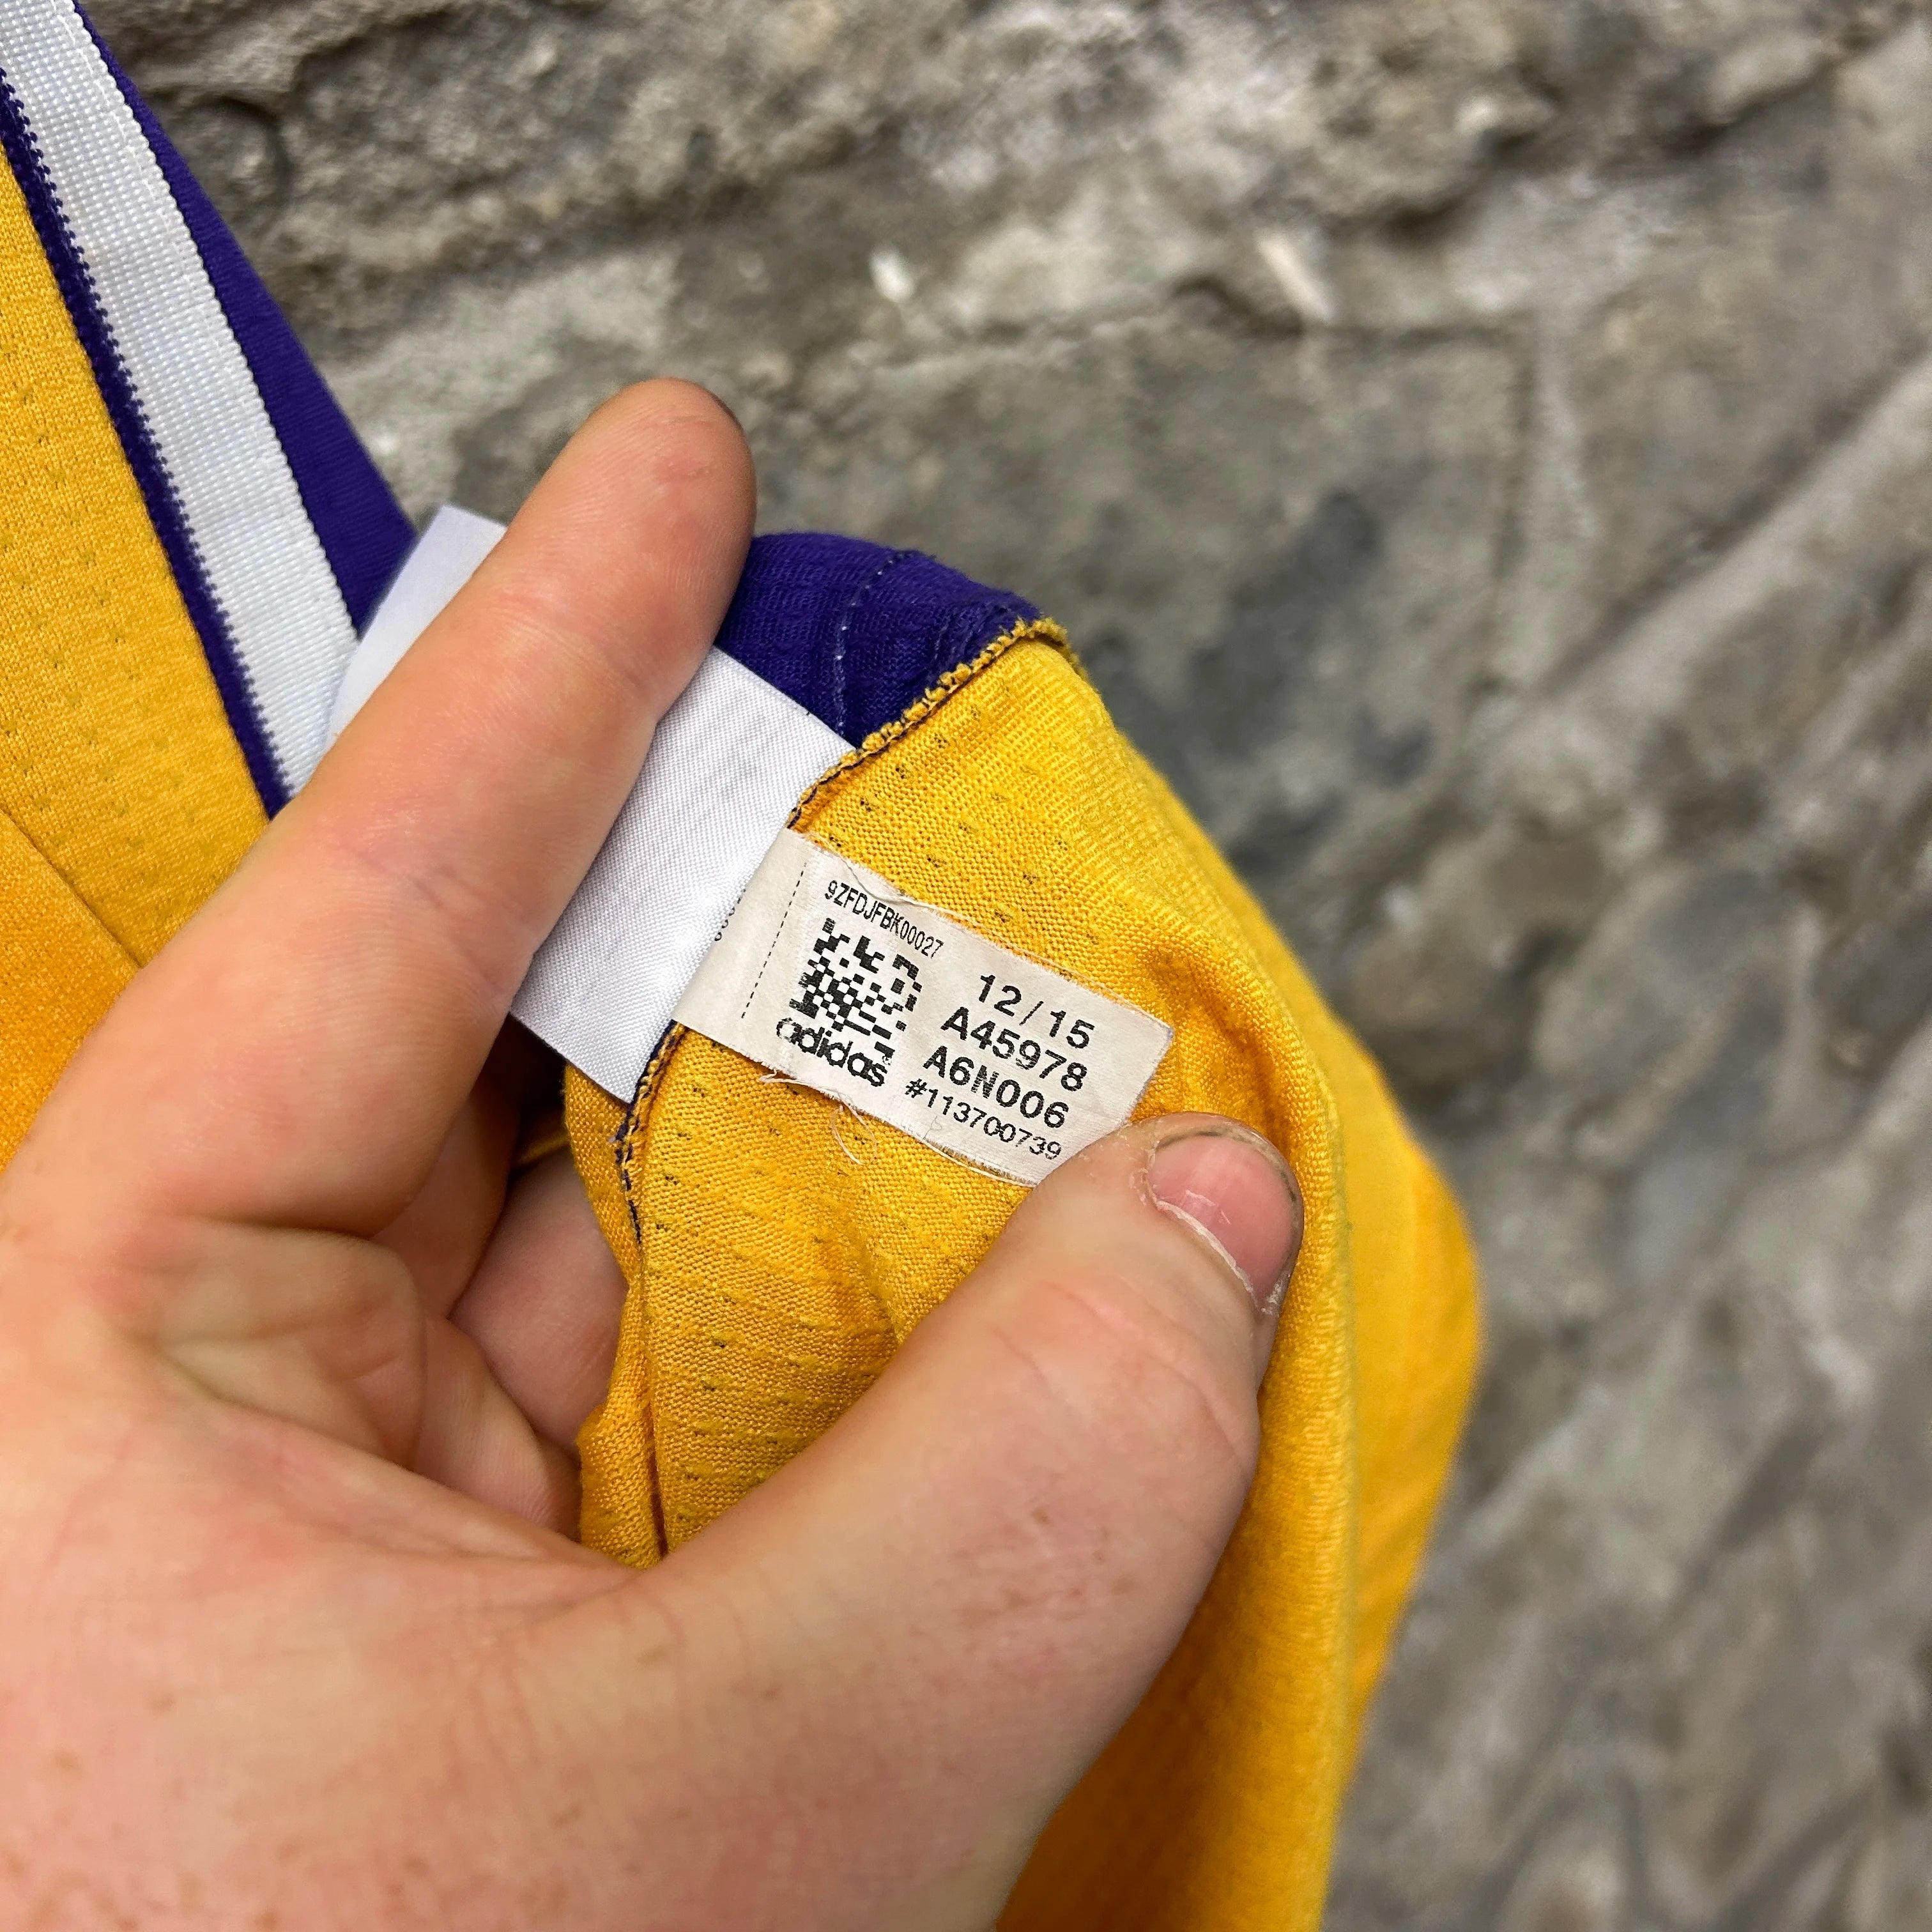 9ZFDJFBK00027
12/15
A45978
A6N006
#113700739
adidas